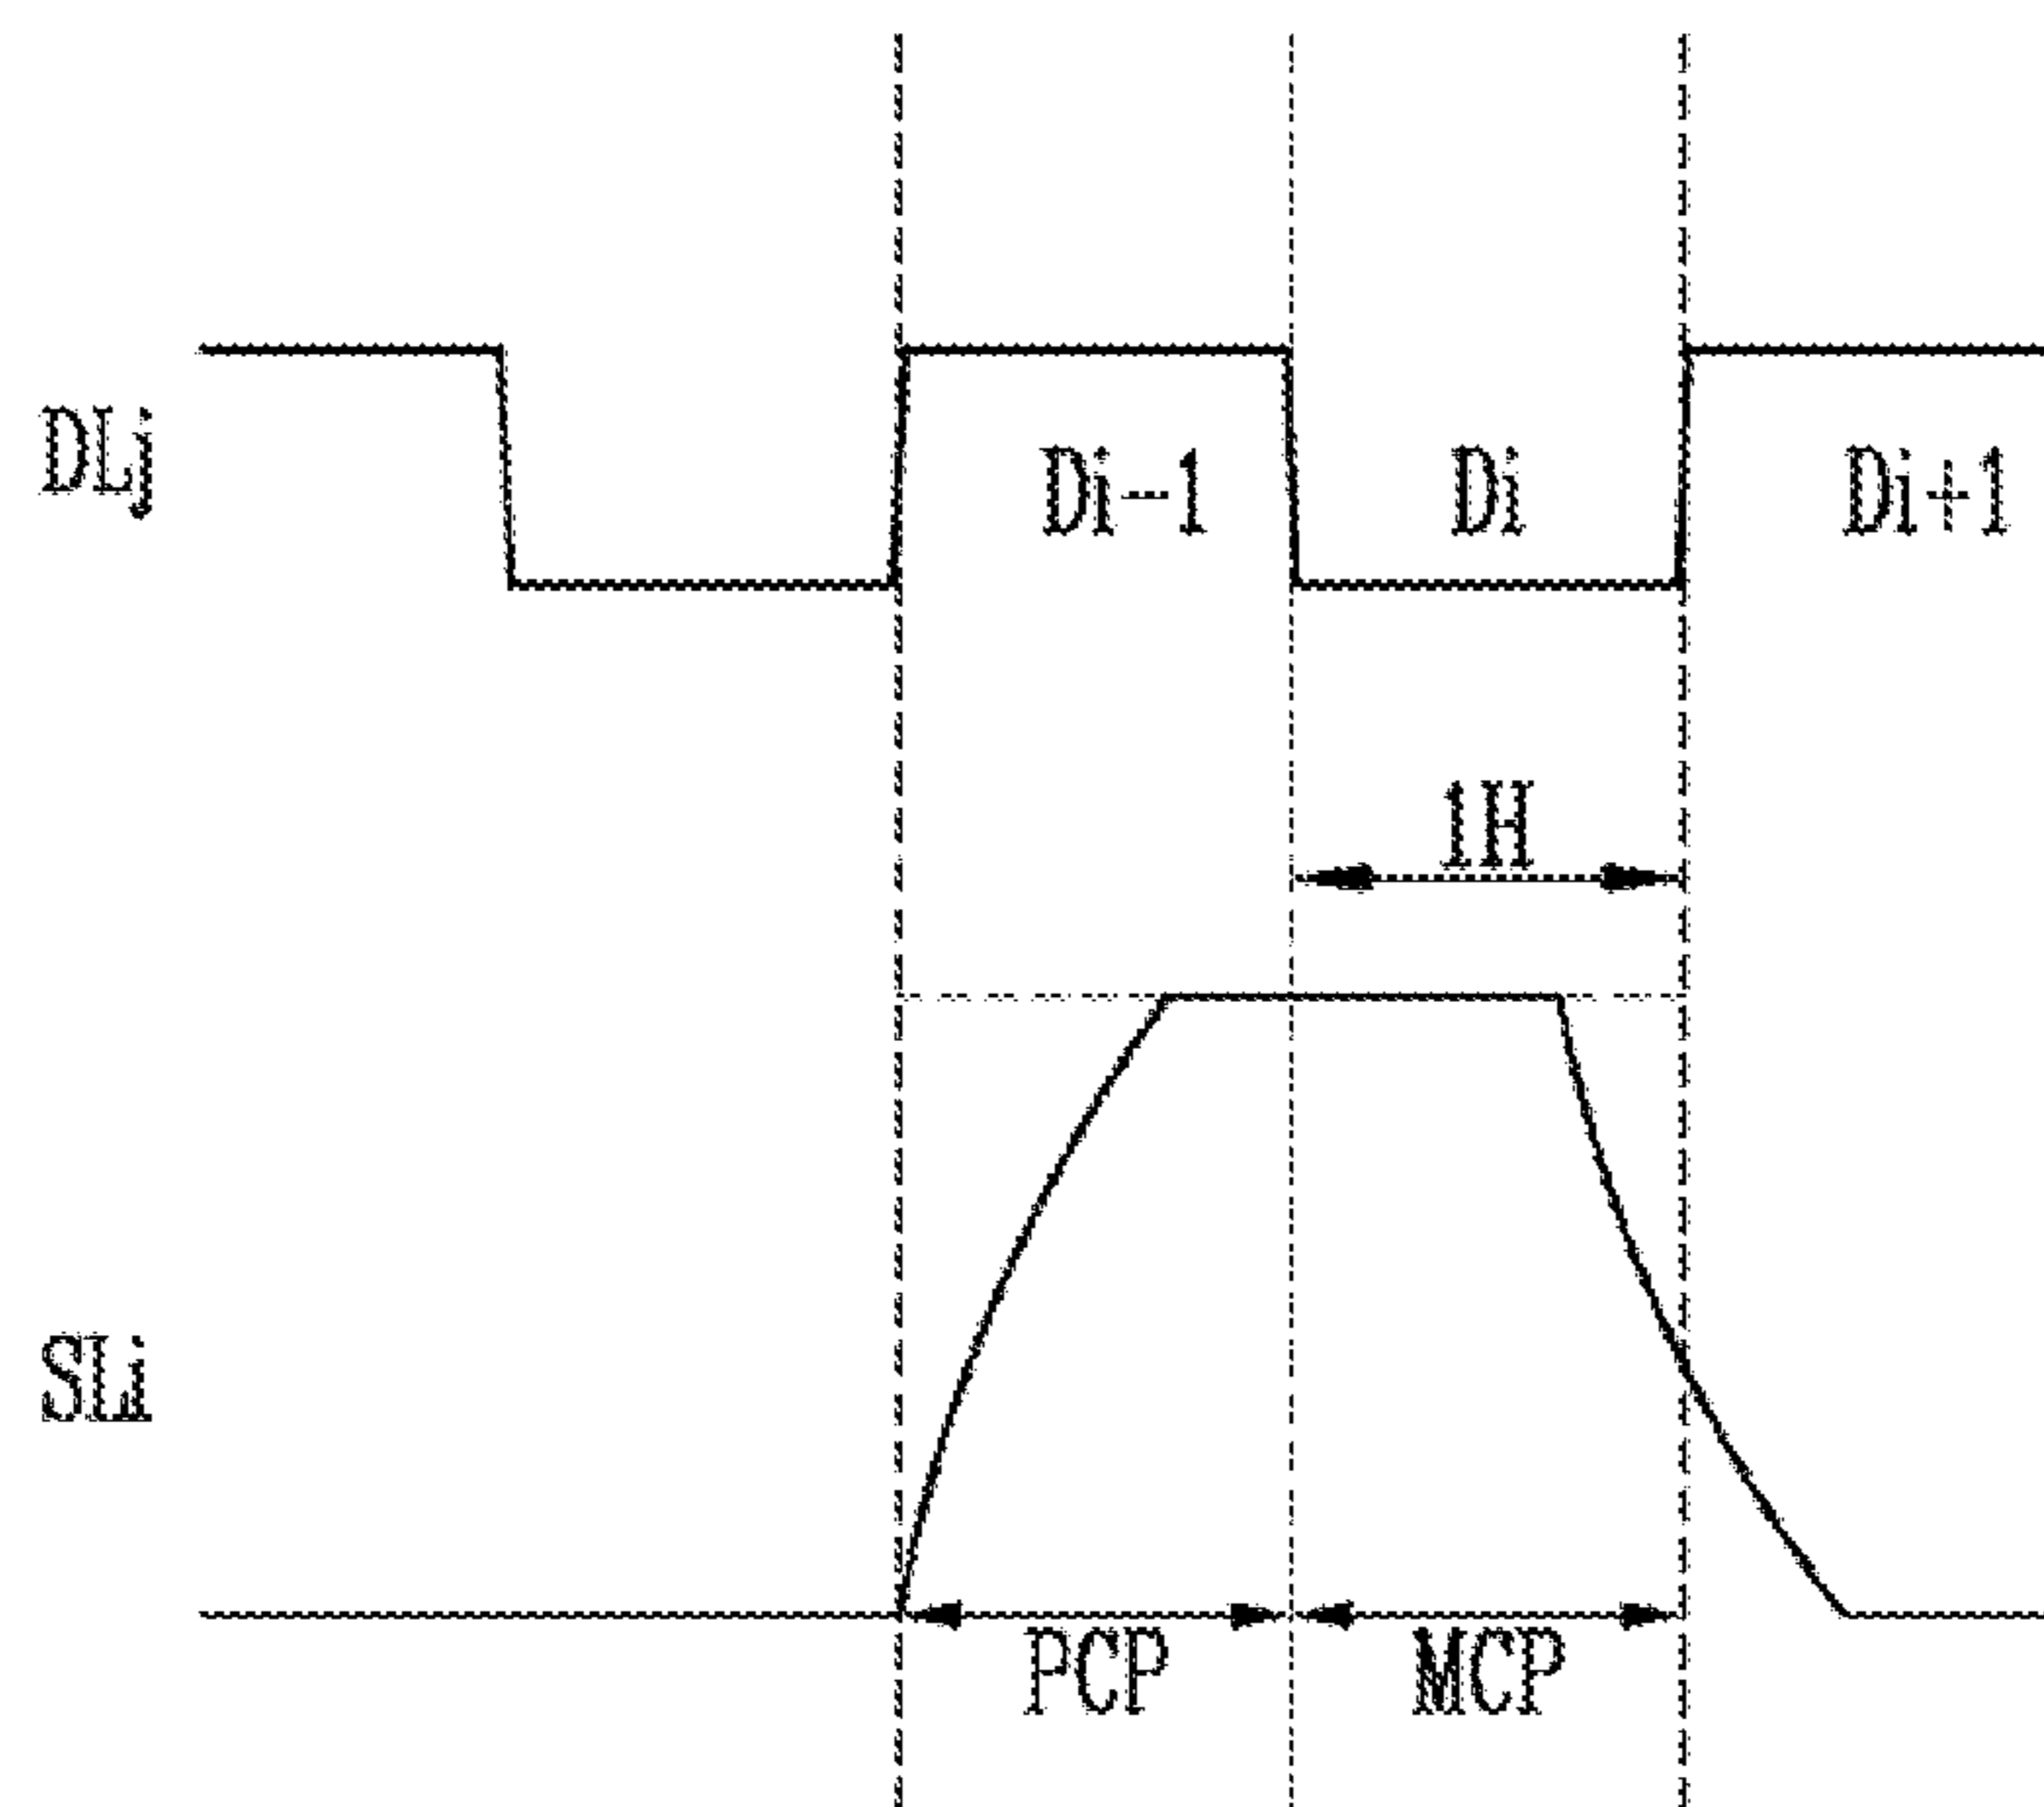 DLj
Di-1
Di
Di+1
1H
SLi
PCP
MCP